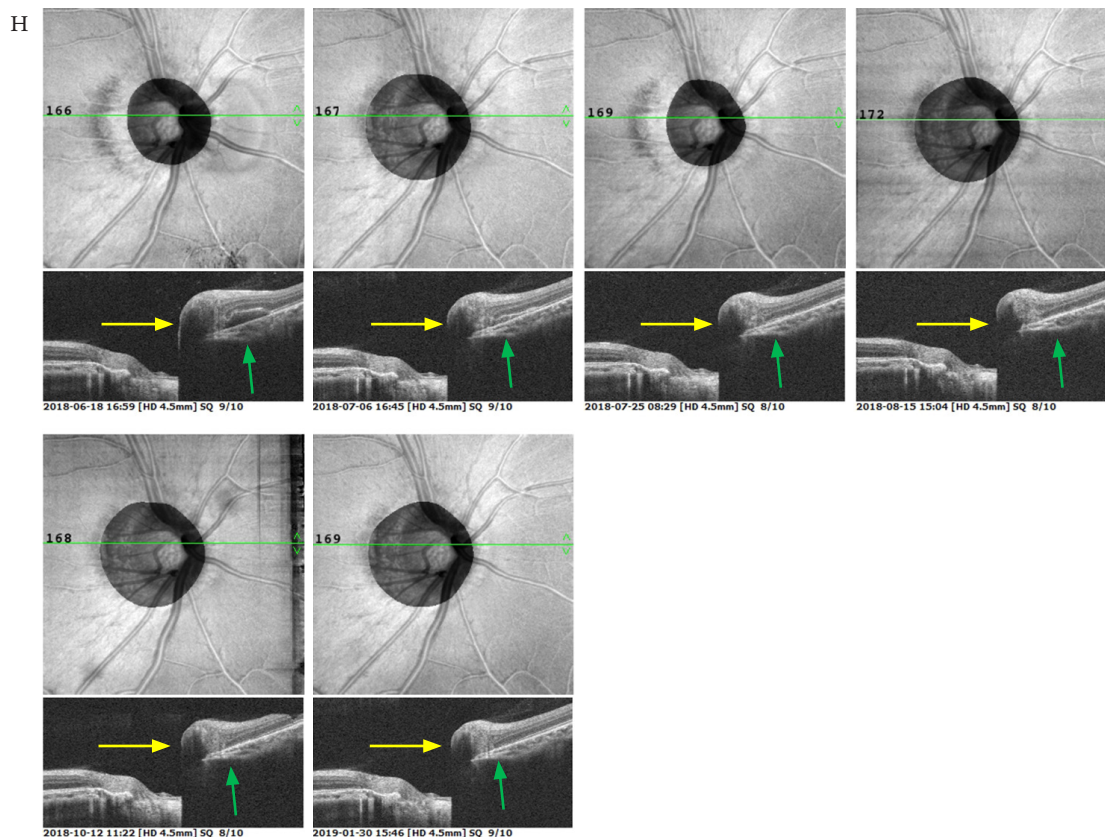 H
166
167
169
172
2018-06-18 16:59 [HD 4.5mm] SQ 9/10
2018-07-06 16:45 [HD 4.5mm] SQ 9/10
2018-07-25 08:29 [HD 4.5mm] SQ 8/10
2018-08-15 15:04 [HD 4.5mm] SQ 8/10
168
169
2018-10-12 11:22 [HD 4.5mm] SQ 8/10
2019-01-30 15:46 [HD 4.5mm] SQ 9/10